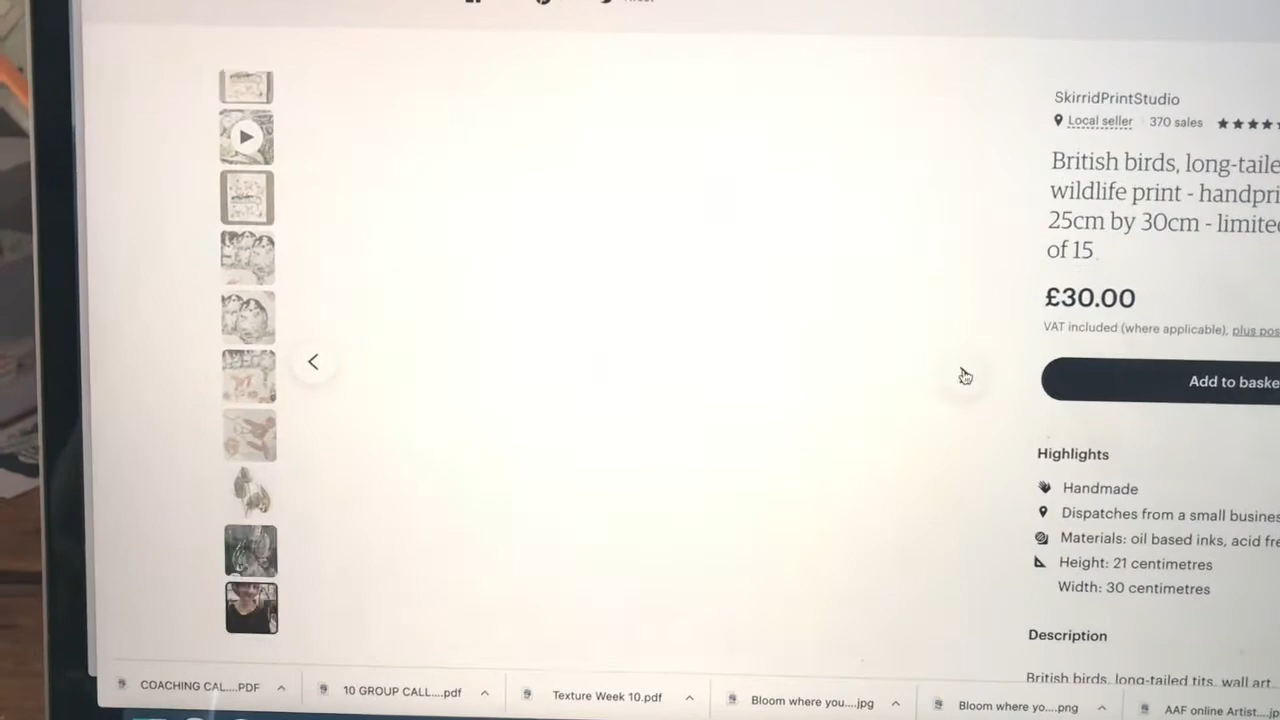 SkirridPrintStudio
Local seller 370 sales
British birds, long-taile
wildlife print - handpri
25cm by 30cm - limite
of 15
£30.00
VAT included (where applicable), plus pos
Add to baske
Highlights
Handmade
Dispatches from a small busines
Materials: oil based inks, acid fre
Height: 21 centimetres
Width: 30 centimetres
Description
British birds, long-tailed tits, wall art
COACHING CAL....PDF
10 GROUP CALL....pdf
Texture Week 10.pdf
Bloom where you....jpg
Bloom where yo....png
AAF online Artist....jp